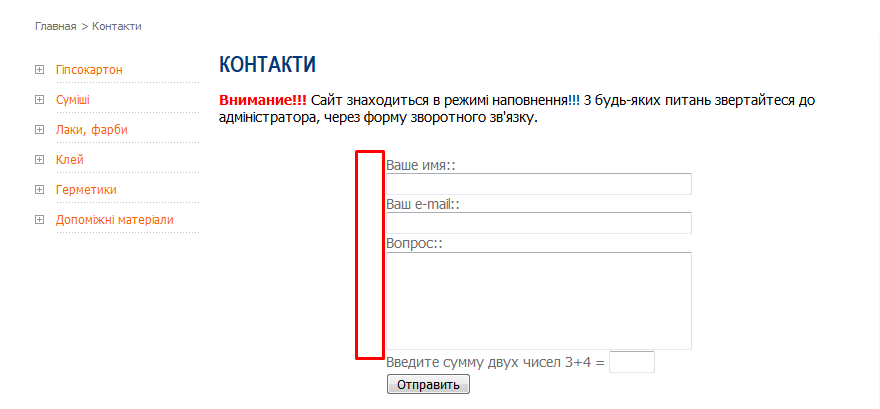 Главная > Контакти
Гіпсокартон
Суміші
Лаки, фарби
Клей
Герметики
Допоміжні матеріали
КОНТАКТИ
Внимание!!! Сайт знаходиться в режимі наповнення!!! З будь-яких питань звертайтеся до
адміністратора, через форму зворотного зв'язку.
Ваше имя::
Ваш e-mail::
Вопрос::
Введите сумму двух чисел 3+4 =
Отправить